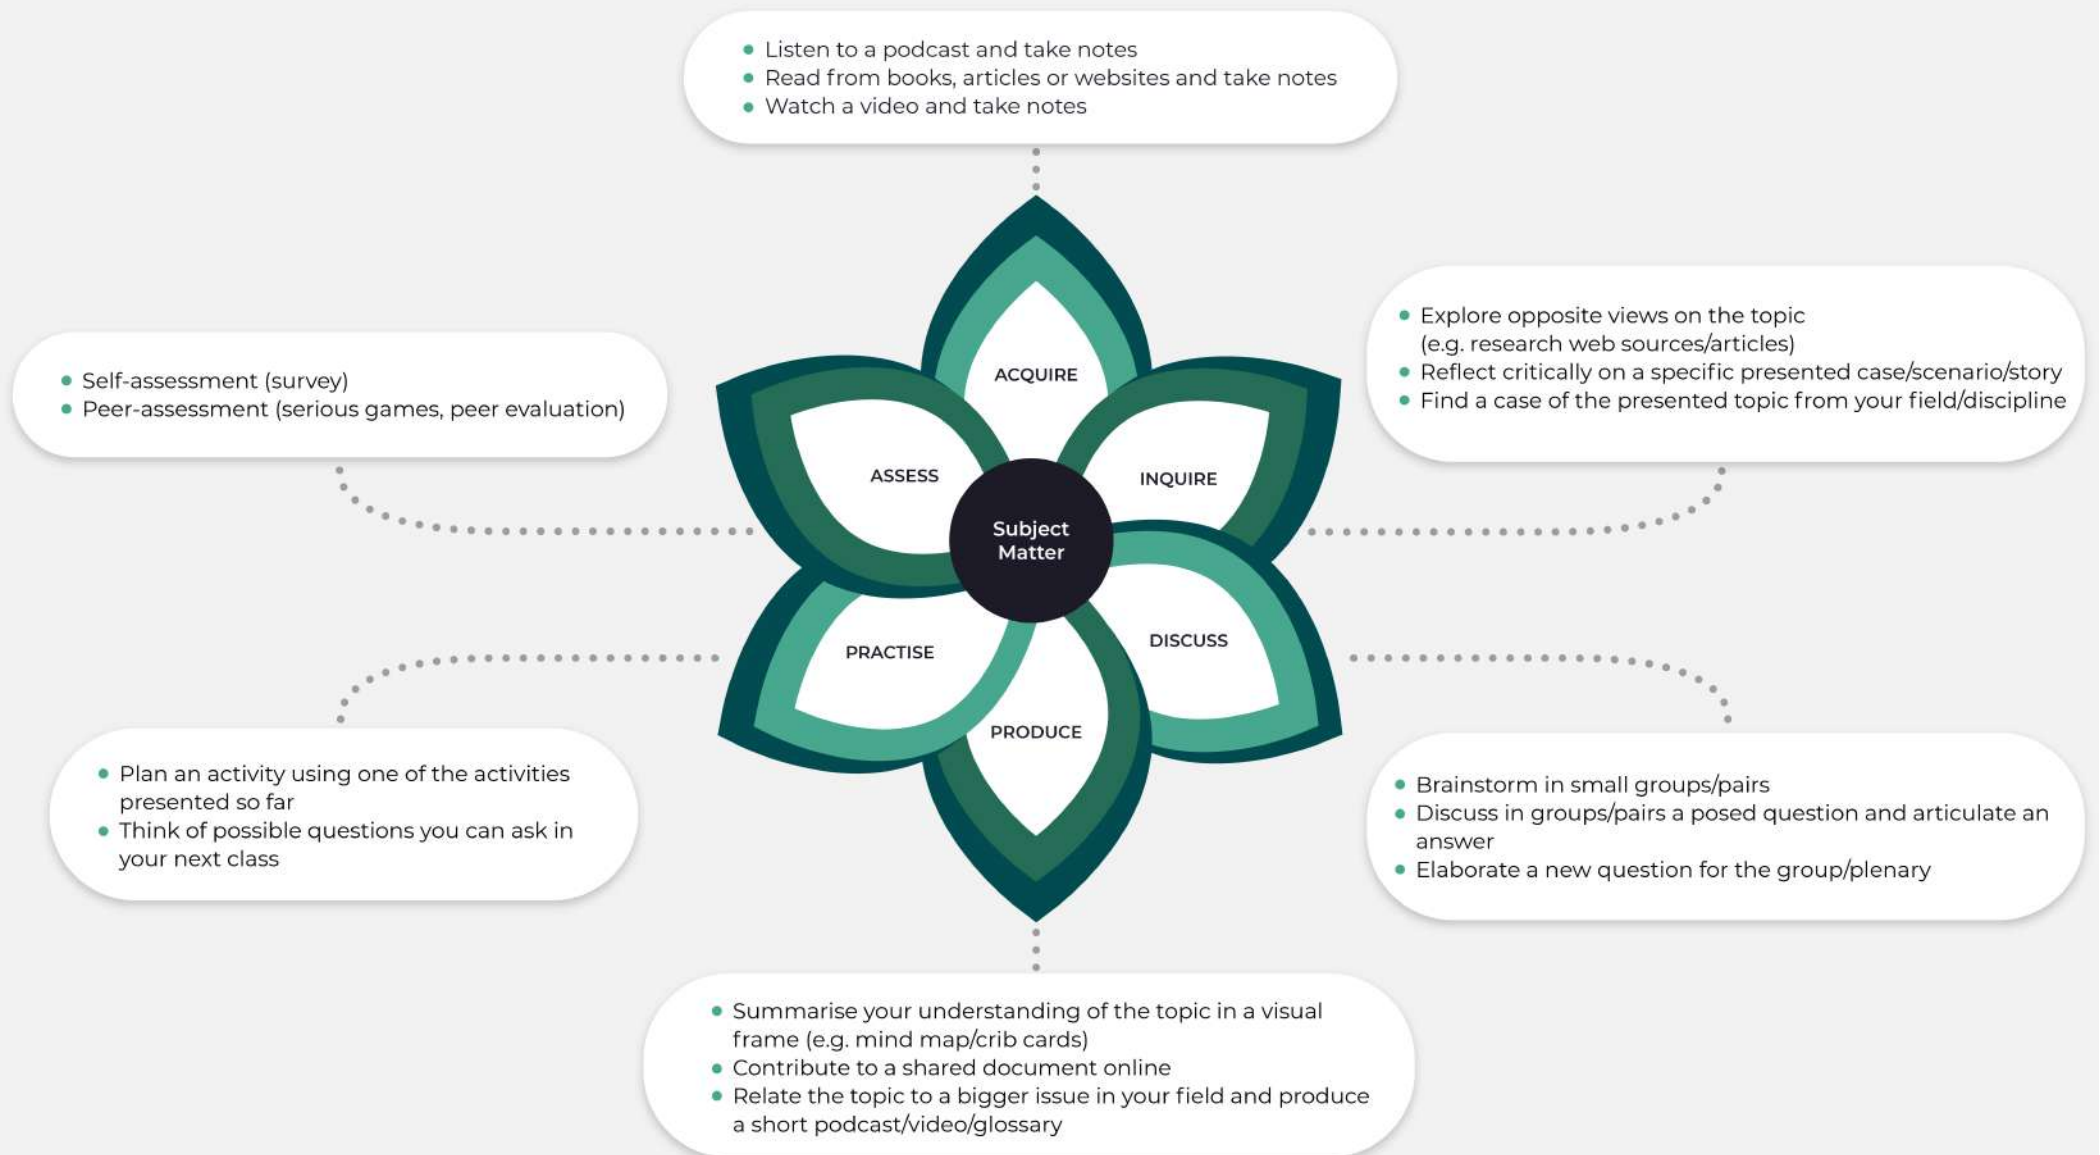 • Listen to a podcast and take notes
• Read from books, articles or websites and take notes
• Watch a video and take notes
ACQUIRE
• Explore opposite views on the topic
(e.g. research web sources/articles)
• Reflect critically on a specific presented case/scenario/story
• Find a case of the presented topic from your field/discipline
INQUIRE
• Self-assessment (survey)
• Peer-assessment (serious games, peer evaluation)
ASSESS
Subject
Matter
DISCUSS
• Brainstorm in small groups/pairs
• Discuss in groups/pairs a posed question and articulate an
answer
• Elaborate a new question for the group/plenary
PRACTISE
• Plan an activity using one of the activities
presented so far
• Think of possible questions you can ask in
your next class
PRODUCE
• Summarise your understanding of the topic in a visual
frame (e.g. mind map/crib cards)
• Contribute to a shared document online
• Relate the topic to a bigger issue in your field and produce
a short podcast/video/glossary